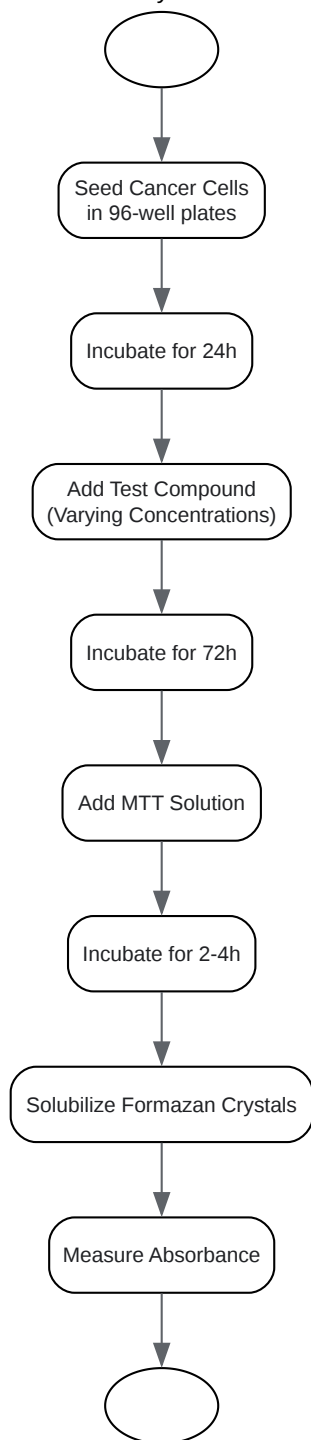 Seed Cancer Cells
in 96-well plates
Incubate for 24h
Add Test Compound
(Varying Concentrations)
Incubate for 72h
Add MTT Solution
Incubate for 2-4h
Solubilize Formazan Crystals
Measure Absorbance